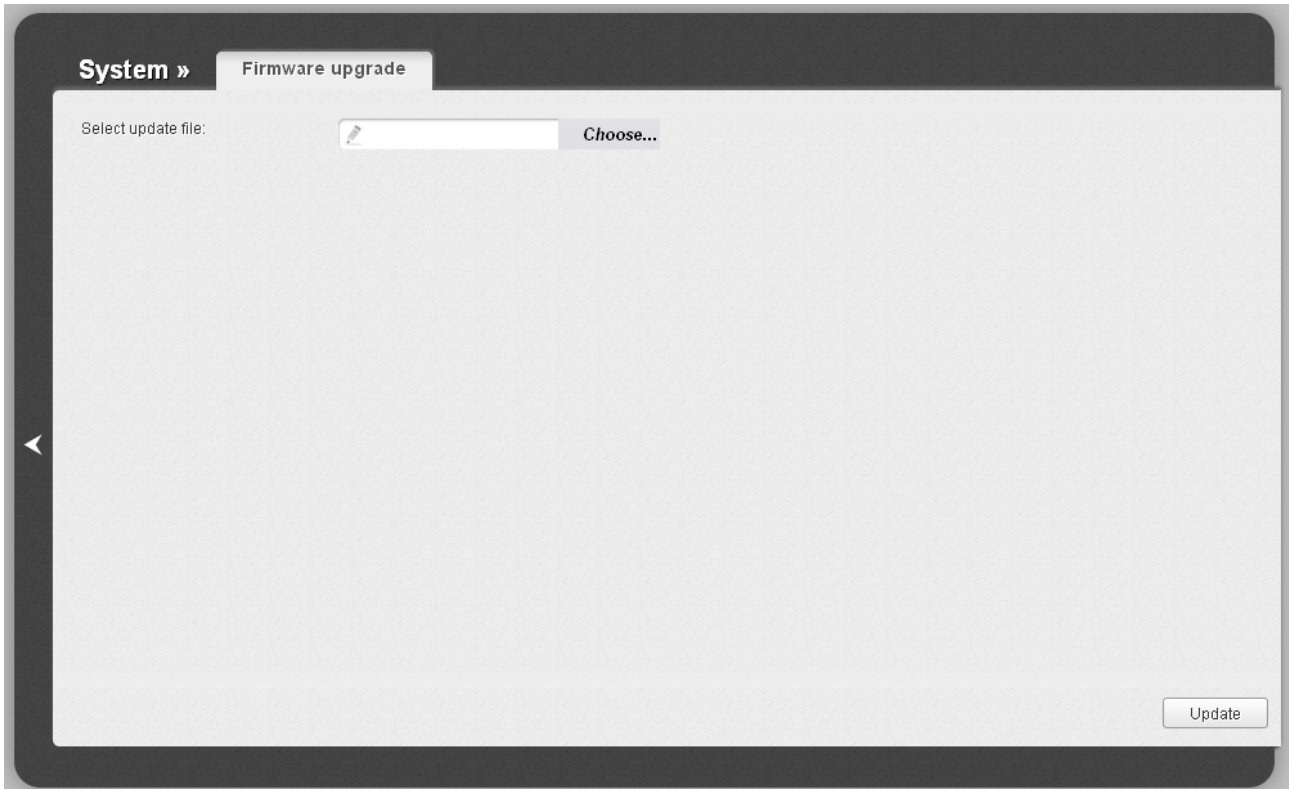 System »
Firmware upgrade
Select update file:
Choose...
Update